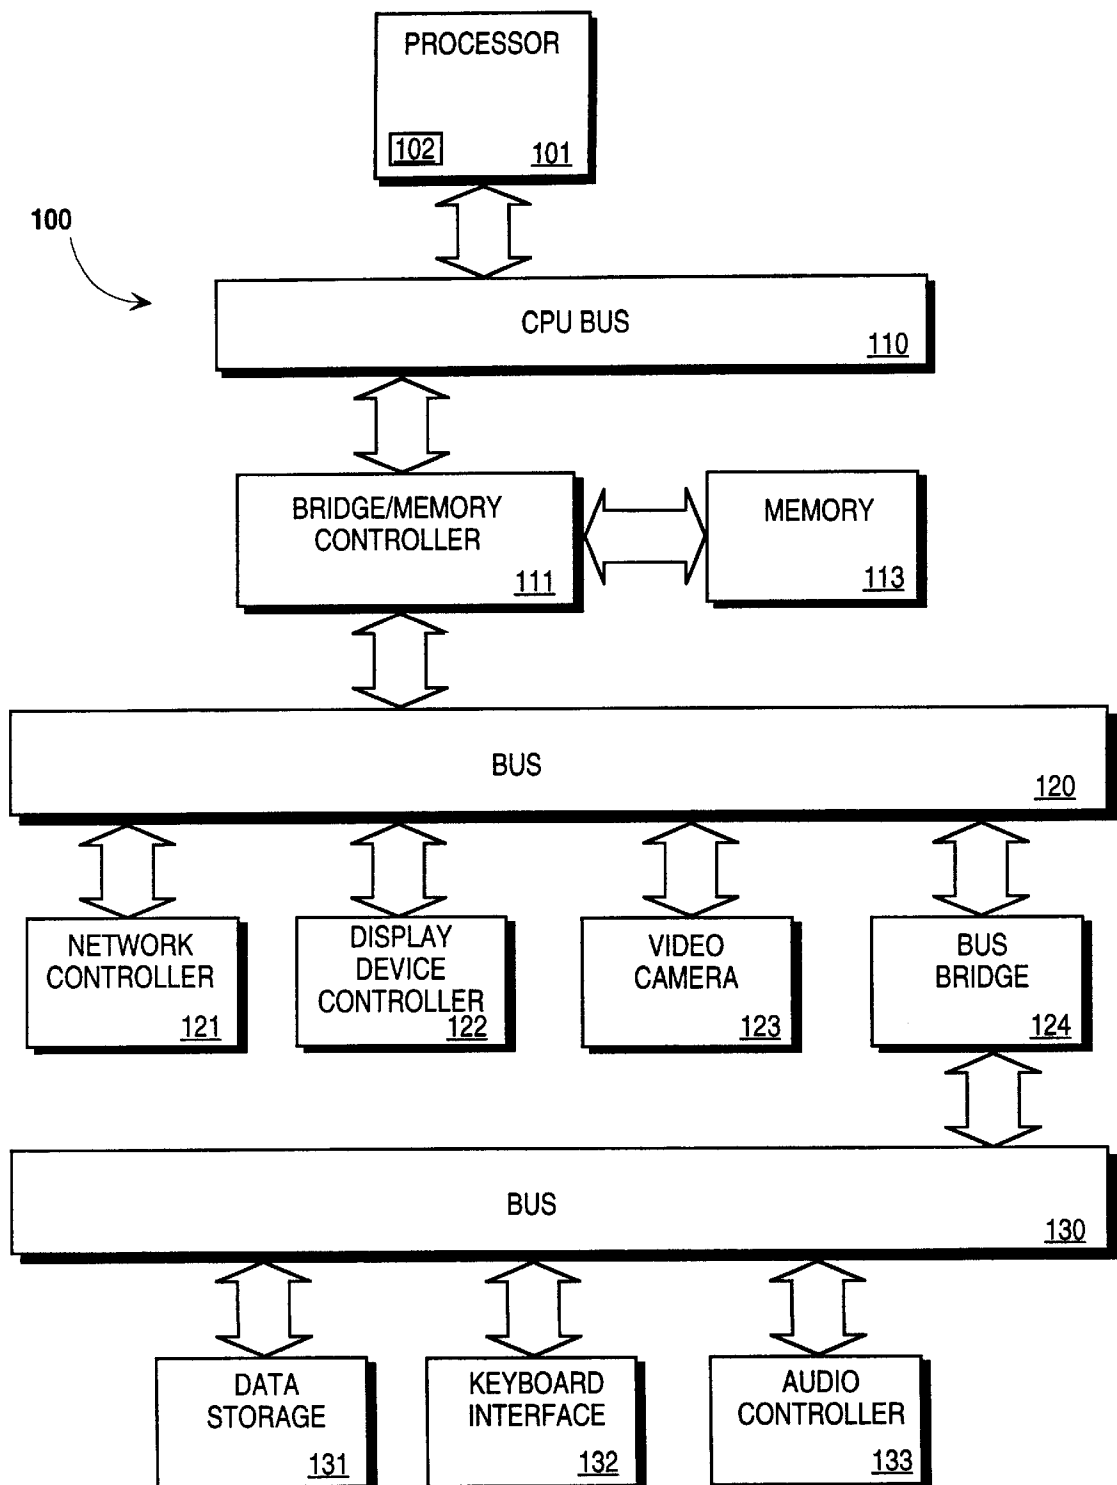 PROCESSOR
102
101
100
CPU BUS
110
BRIDGE/MEMORY
CONTROLLER
111
MEMORY
113
BUS
120
NETWORK
CONTROLLER
121
DISPLAY
DEVICE
CONTROLLER
122
VIDEO
CAMERA
123
BUS
BRIDGE
124
BUS
130
DATA
STORAGE
131
KEYBOARD
INTERFACE
132
AUDIO
CONTROLLER
133